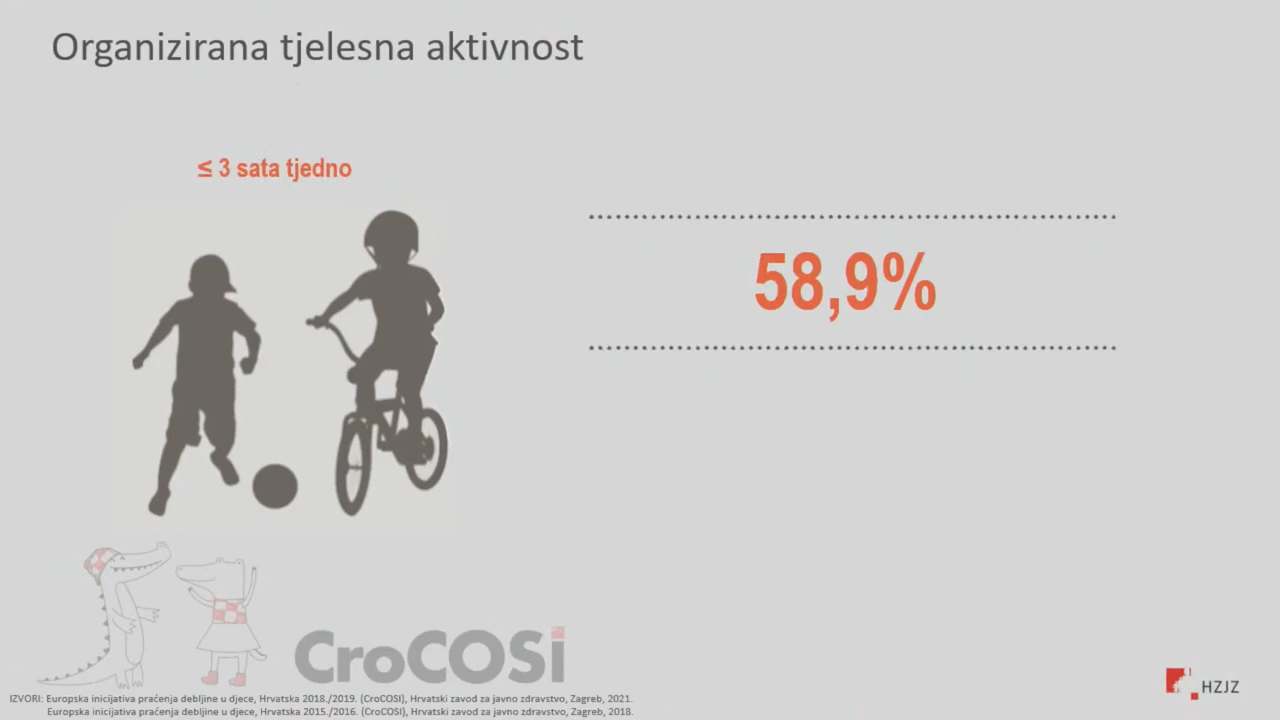 Organizirana tjelesna aktivnost
≤ 3 sata tjedno
58,9%
CroCOSi
IZVORI: Europska inicijativa praćenja debljine u djece, Hrvatska 2018./2019. (CroCOSI), Hrvatski zavod za javno zdravstvo, Zagreb, 2021.
Europska inicijativa praćenja debljine u djece, Hrvatska 2015./2016. (CroCOSI), Hrvatski zavod za javno zdravstvo, Zagreb, 2018.
HZJZ